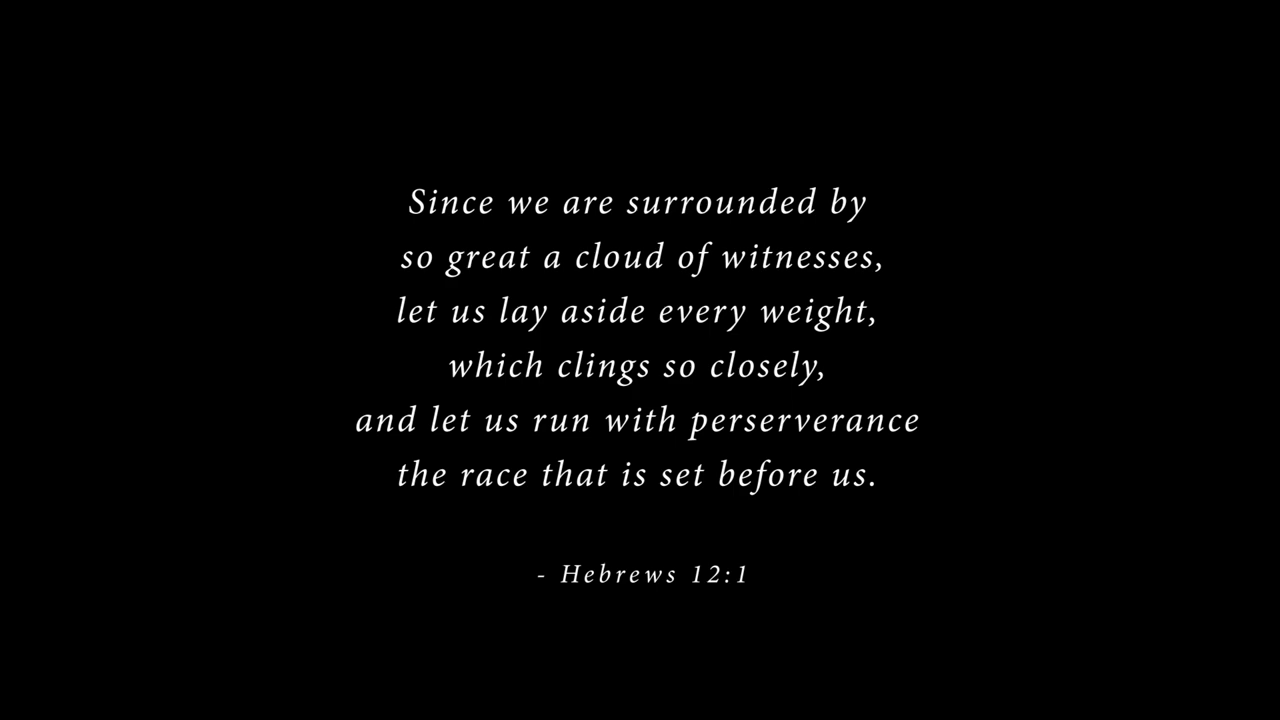 Since we are surrounded by
so great a cloud of witnesses,
let us lay aside every weight,
which clings so closely,
and let us run with perserverance
the race that is set before us.
- Hebrews 12:1